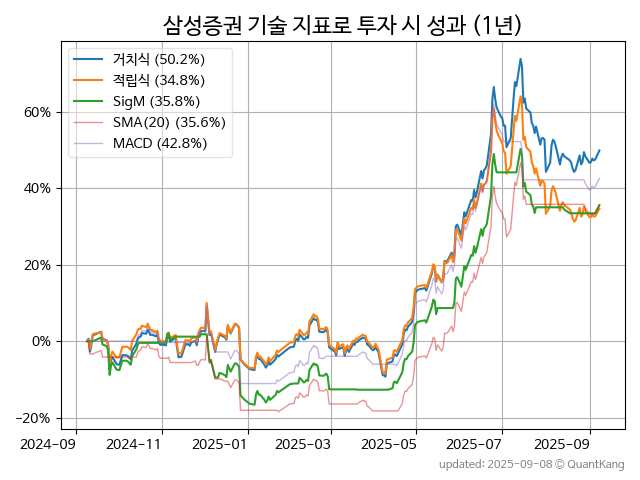 삼성증권 기술 지표로 투자 시 성과 (1년)
거치식 (50.2%)
적립식 (34.8%)
SigM (35.8%)
SMA(20) (35.6%)
MACD (42.8%)
60%
40%
20%
0%
−20%
2024-09 2024-11 2025-01 2025-03 2025-05 2025-07 2025-09
updated: 2025-09-08 © QuantKang